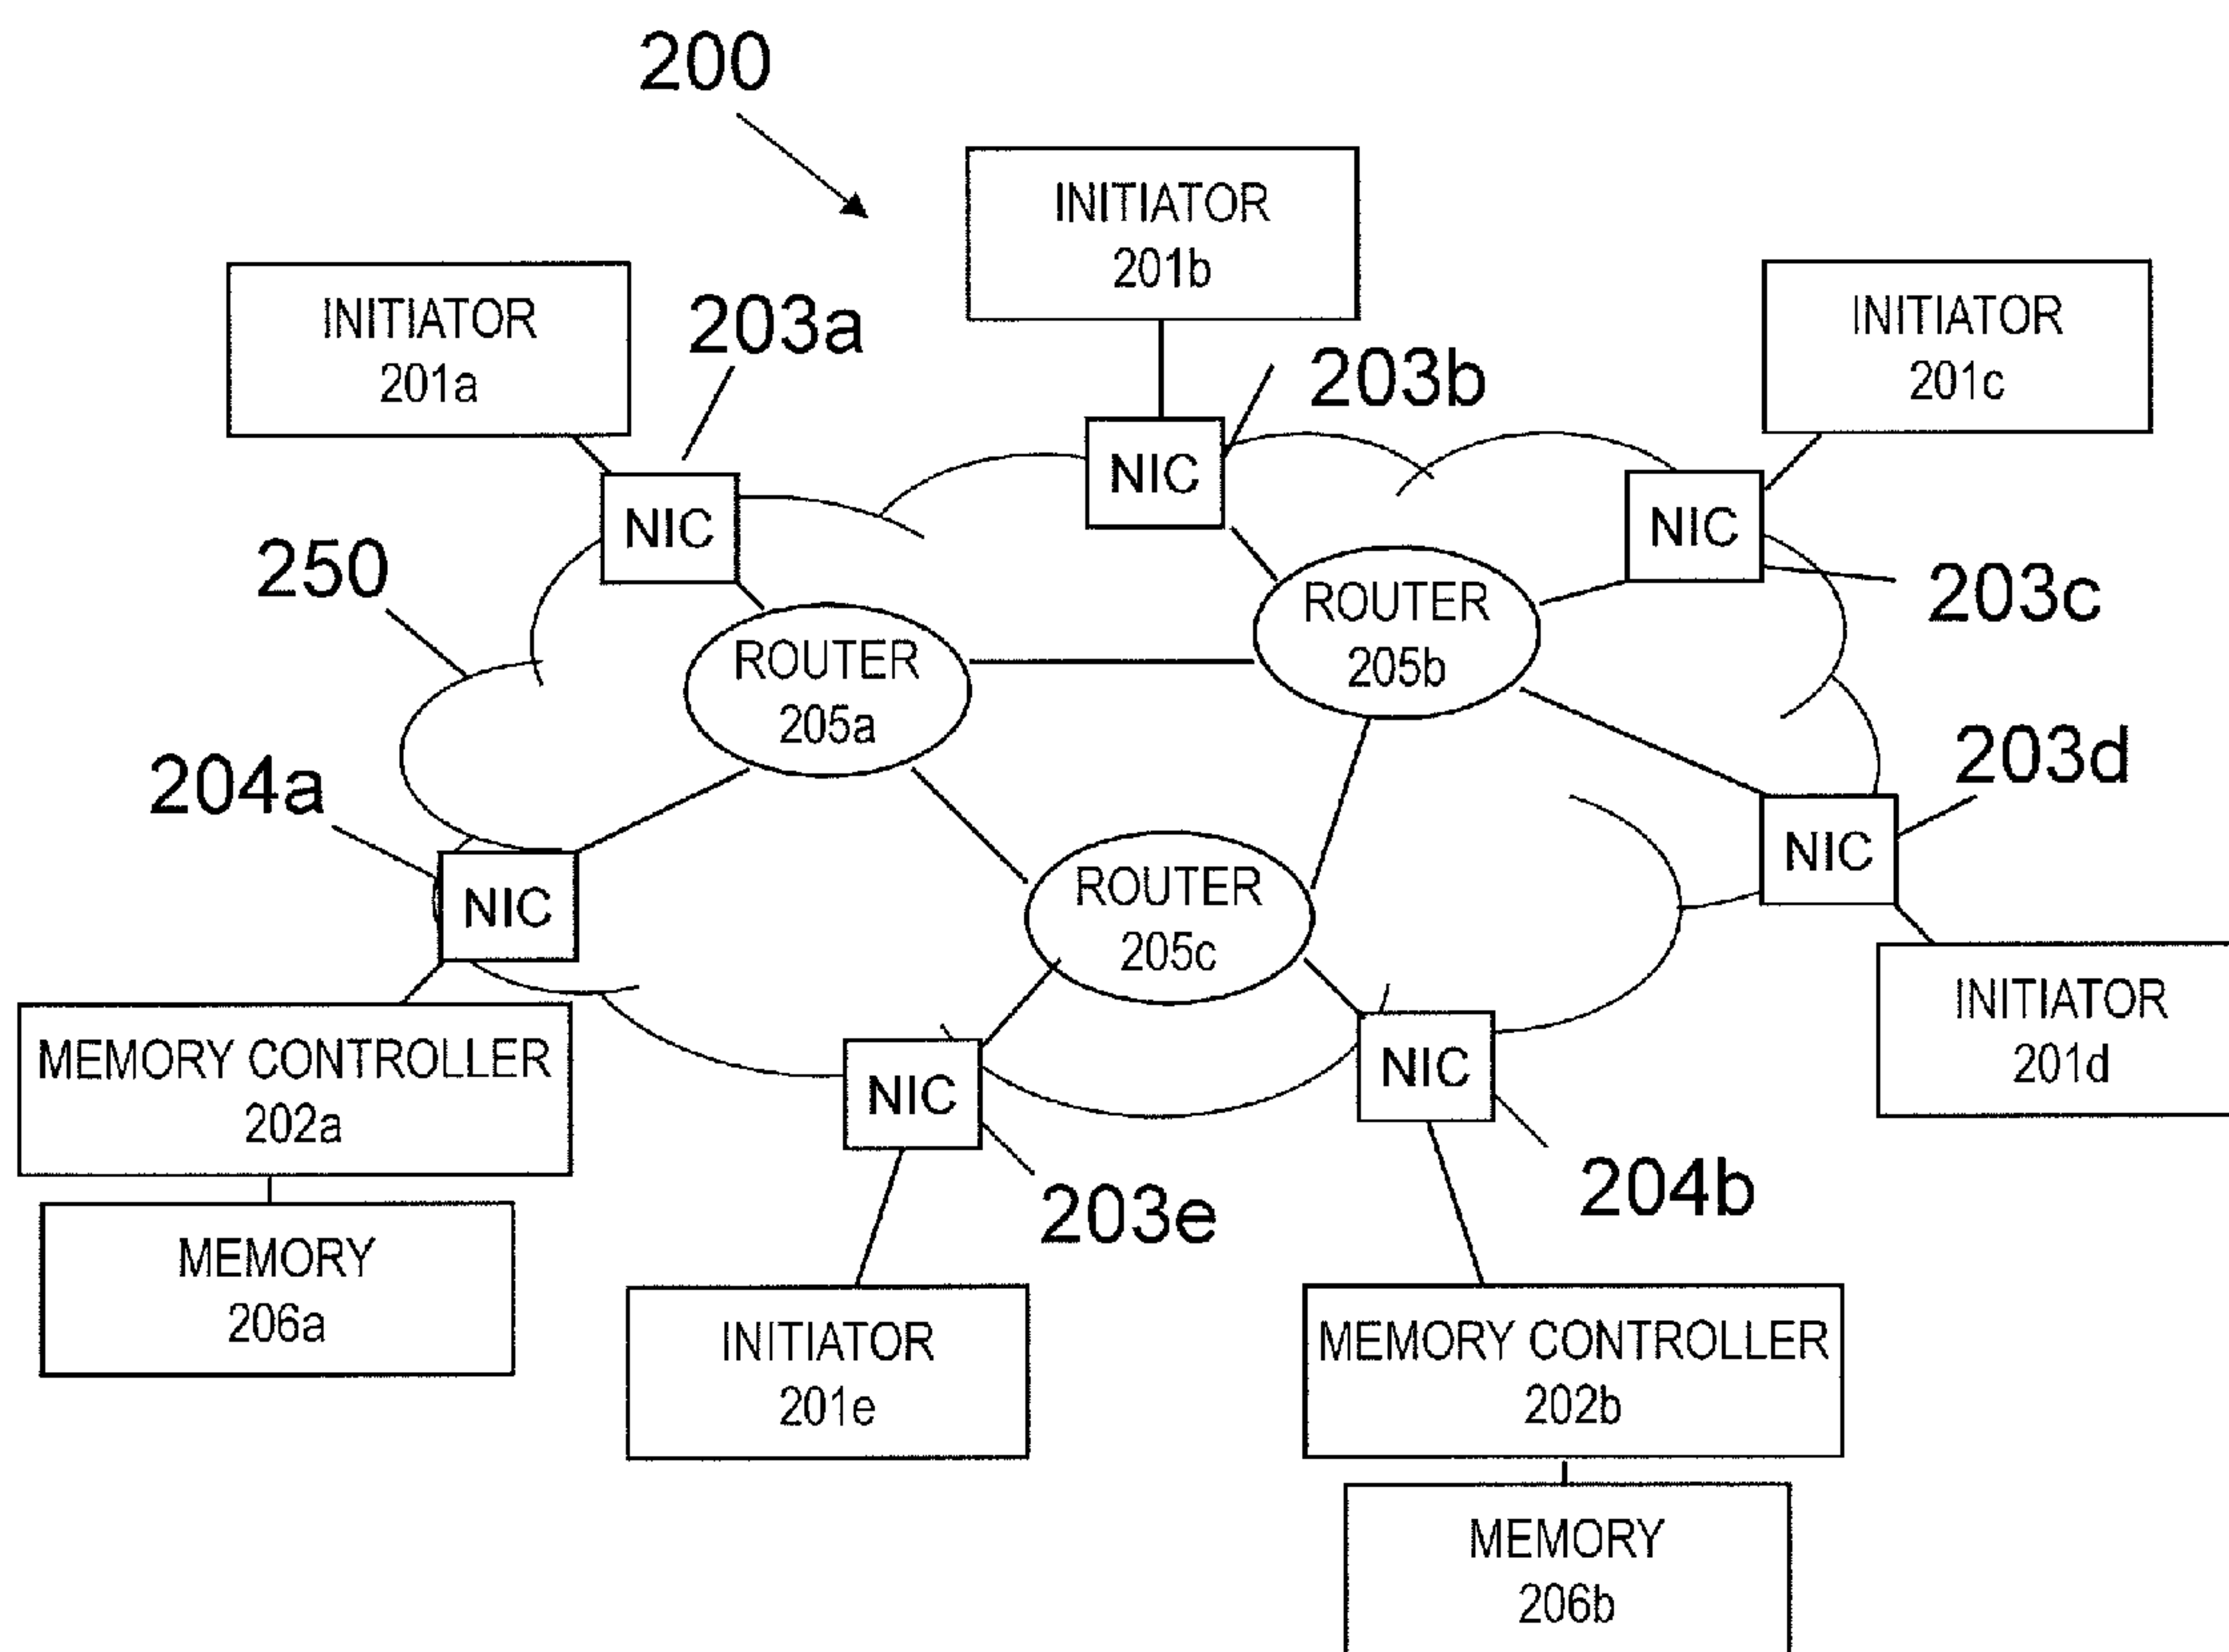 200
INITIATOR
201b
INITIATOR
201a
203a
INITIATOR
201c
203b
NIC
NIC
NIC
250
203c
ROUTER
205b
ROUTER
205a
204a
203d
NIC
NIC
ROUTER
205c
INITIATOR
201d
MEMORY CONTROLLER
202a
NIC
NIC
203e
204b
MEMORY
206a
INITIATOR
201e
MEMORY CONTROLLER
202b
MEMORY
206b